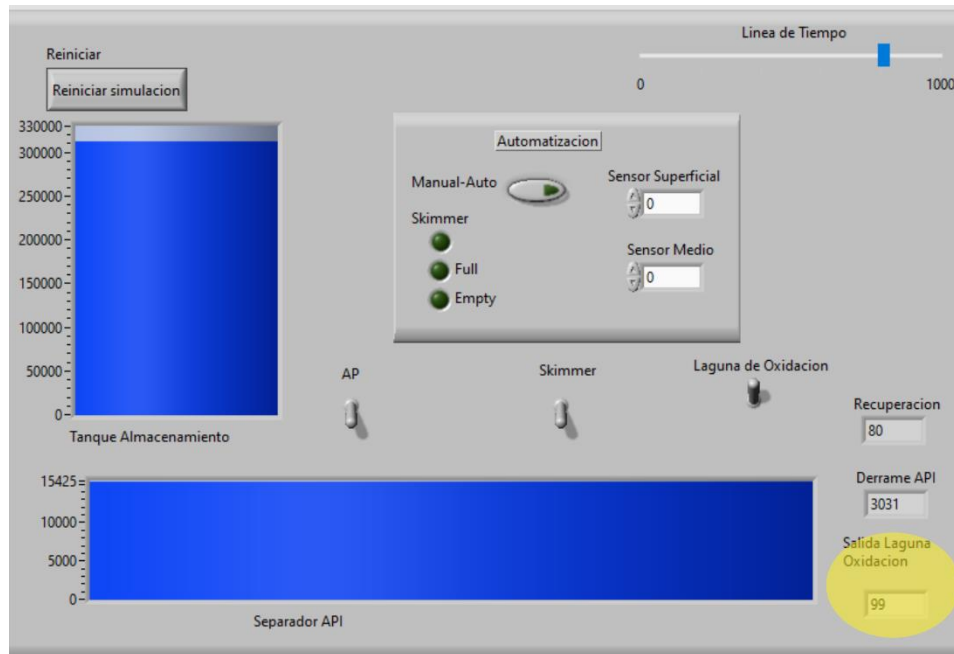 Linea de Tiempo
0
1000
Reiniciar
Reiniciar simulacion
330000
300000
250000
200000
150000
100000
50000
0
Tanque Almacenamiento
Automatizacion
Manual-Auto
Sensor Superficial
0
Skimmer
Full
Empty
Sensor Medio
0
AP
Skimmer
Laguna de Oxidacion
Recuperacion
80
Derrame API
3031
Salida Laguna
Oxidacion
99
15425
10000
5000
0
Separador API